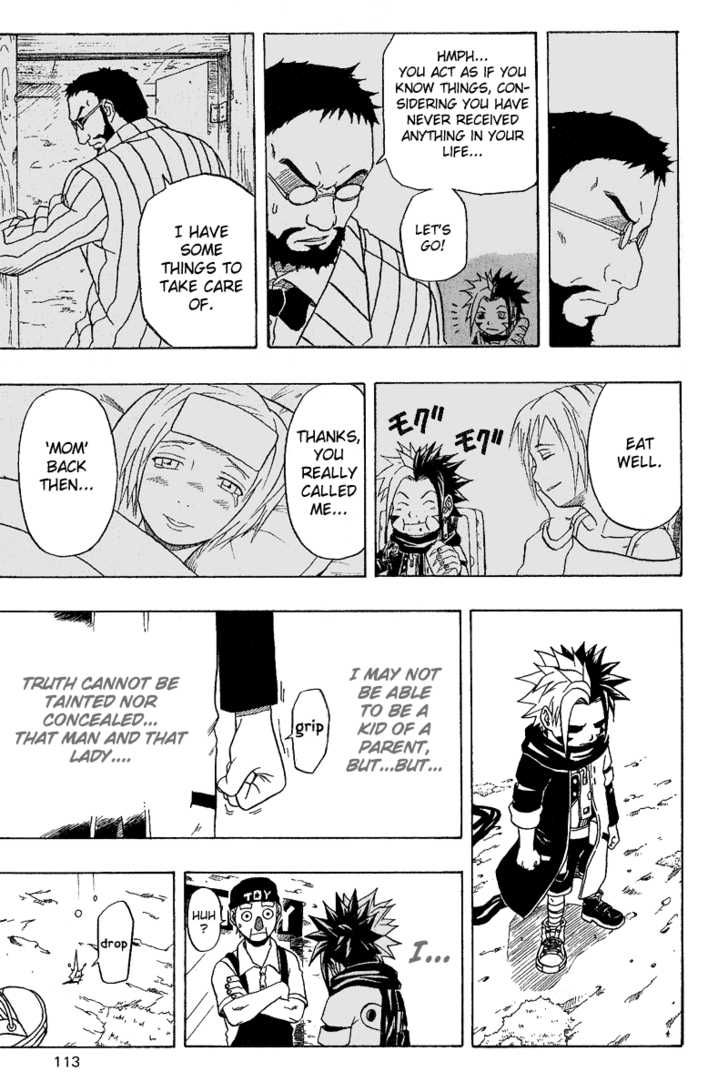 HMPH...
YOU ACT AS IF YOU
KNOW THINGS, CON-
SIDERING YOU HAVE
NEVER RECEIVED
ANYTHING IN YOUR
LIFE...
LET'S
GO!
I HAVE
SOME
THINGS TO
TAKE CARE
OF.
EAT
WELL.
モグ
モグ
THANKS,
YOU
REALLY
CALLED
ME...
'MOM'
BACK
THEN...
I MAY NOT
BE ABLE
TO BE A
KID OF A
PARENT,
BUT...BUT...
grip
TRUTH CANNOT BE
TAINTED NOR
CONCEALED...
THAT MAN AND THAT
LADY....
I...
TOY
HUH
?
drop
113